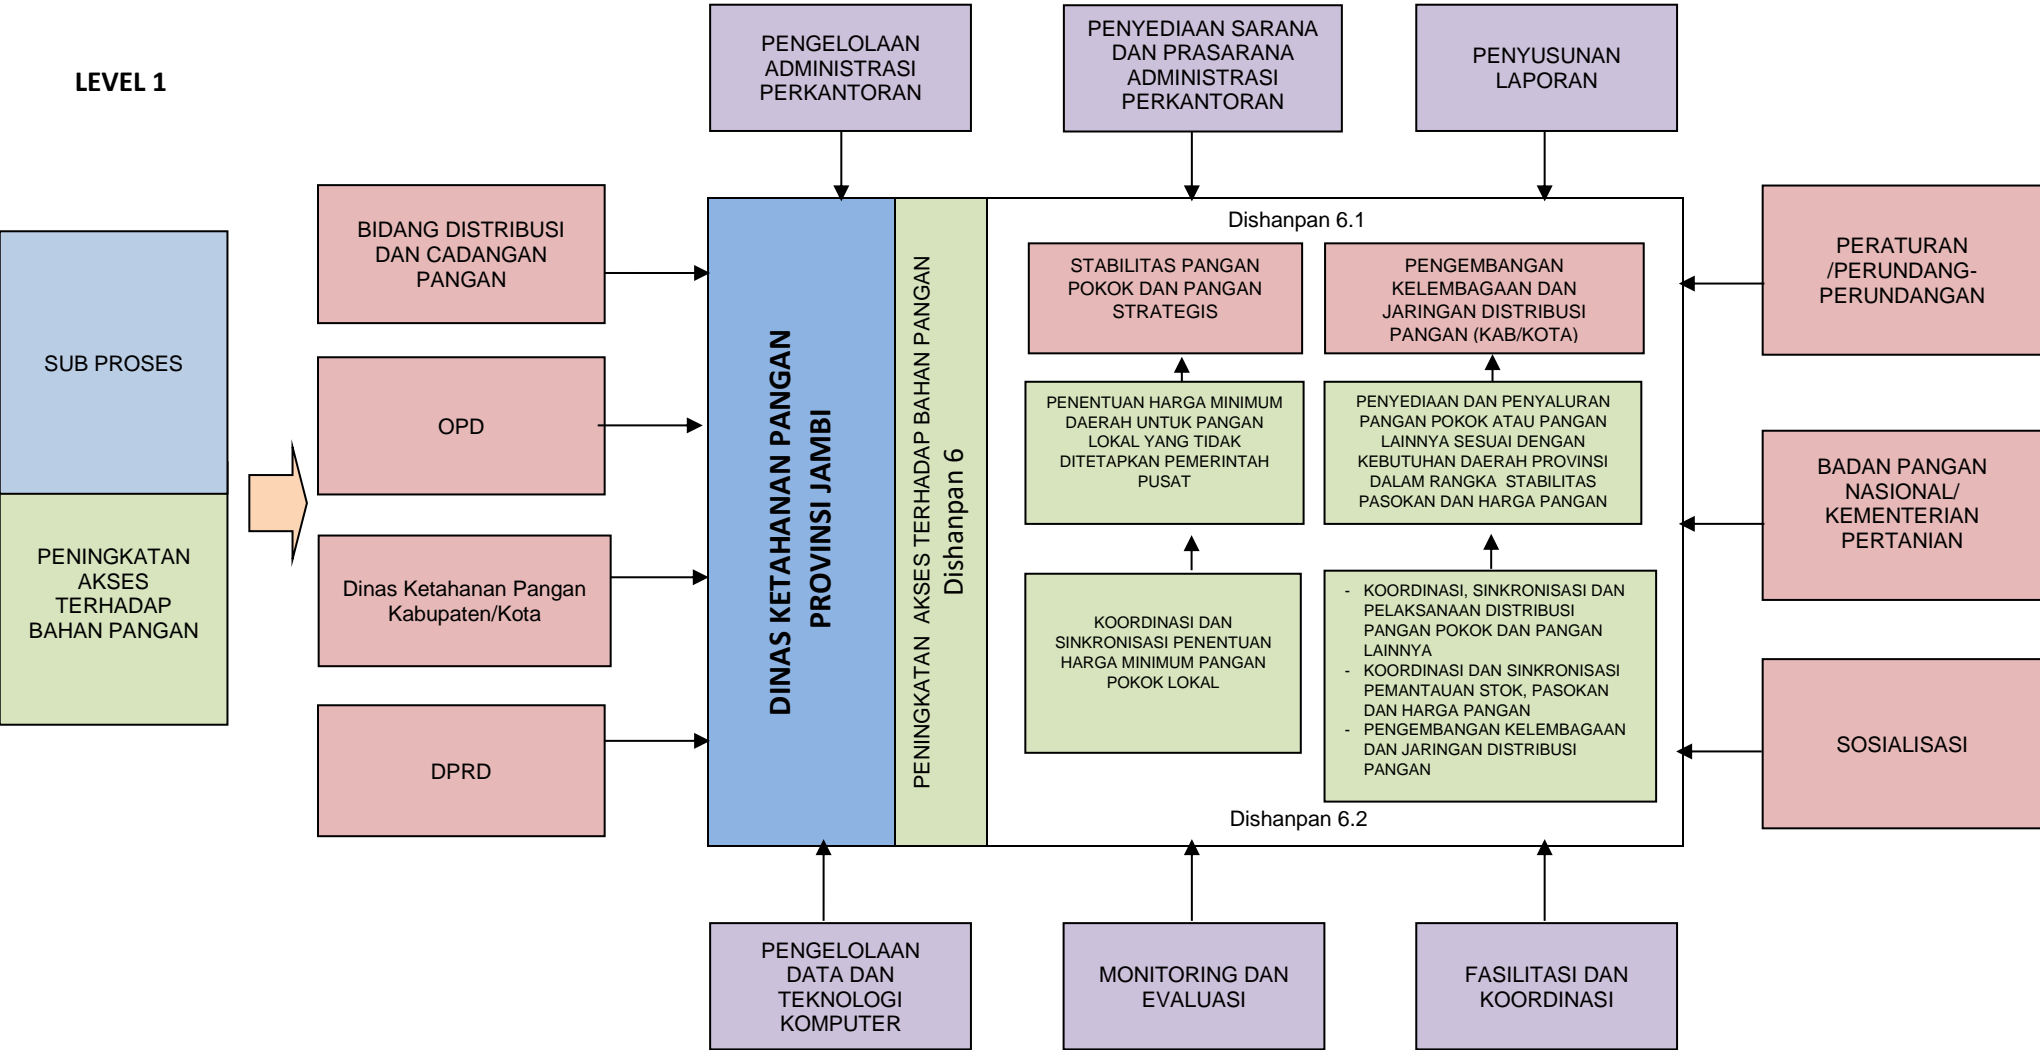 LEVEL 1
PENGELOLAAN
ADMINISTRASI
PERKANTORAN
PENYEDIAAN SARANA
DAN PRASARANA
ADMINISTRASI
PERKANTORAN
PENYUSUNAN
LAPORAN
SUB PROSES
PENINGKATAN
AKSES
TERHADAP
BAHAN PANGAN
BIDANG DISTRIBUSI
DAN CADANGAN
PANGAN
OPD
Dinas Ketahanan Pangan
Kabupaten/Kota
DPRD
DINAS KETAHANAN PANGAN
PROVINSI JAMBI
PENINGKATAN AKSES TERHADAP BAHAN PANGAN
Dishanpan 6
Dishanpan 6.1
STABILITAS PANGAN
POKOK DAN PANGAN
STRATEGIS
PENGEMBANGAN
KELEMBAGAAN DAN
JARINGAN DISTRIBUSI
PANGAN (KAB/KOTA)
PENENTUAN HARGA MINIMUM
DAERAH UNTUK PANGAN
LOKAL YANG TIDAK
DITETAPKAN PEMERINTAH
PUSAT
PENYEDIAAN DAN PENYALURAN
PANGAN POKOK ATAU PANGAN
LAINNYA SESUAI DENGAN
KEBUTUHAN DAERAH PROVINSI
DALAM RANGKA STABILITAS
PASOKAN DAN HARGA PANGAN
KOORDINASI DAN
SINKRONISASI PENENTUAN
HARGA MINIMUM PANGAN
POKOK LOKAL
- KOORDINASI, SINKRONISASI DAN
PELAKSANAAN DISTRIBUSI
PANGAN POKOK DAN PANGAN
LAINNYA
- KOORDINASI DAN SINKRONISASI
PEMANTAUAN STOK, PASOKAN
DAN HARGA PANGAN
- PENGEMBANGAN KELEMBAGAAN
DAN JARINGAN DISTRIBUSI
PANGAN
Dishanpan 6.2
PERATURAN
/PERUNDANG-
PERUNDANGAN
BADAN PANGAN
NASIONAL/
KEMENTERIAN
PERTANIAN
SOSIALISASI
PENGELOLAAN
DATA DAN
TEKNOLOGI
KOMPUTER
MONITORING DAN
EVALUASI
FASILITASI DAN
KOORDINASI